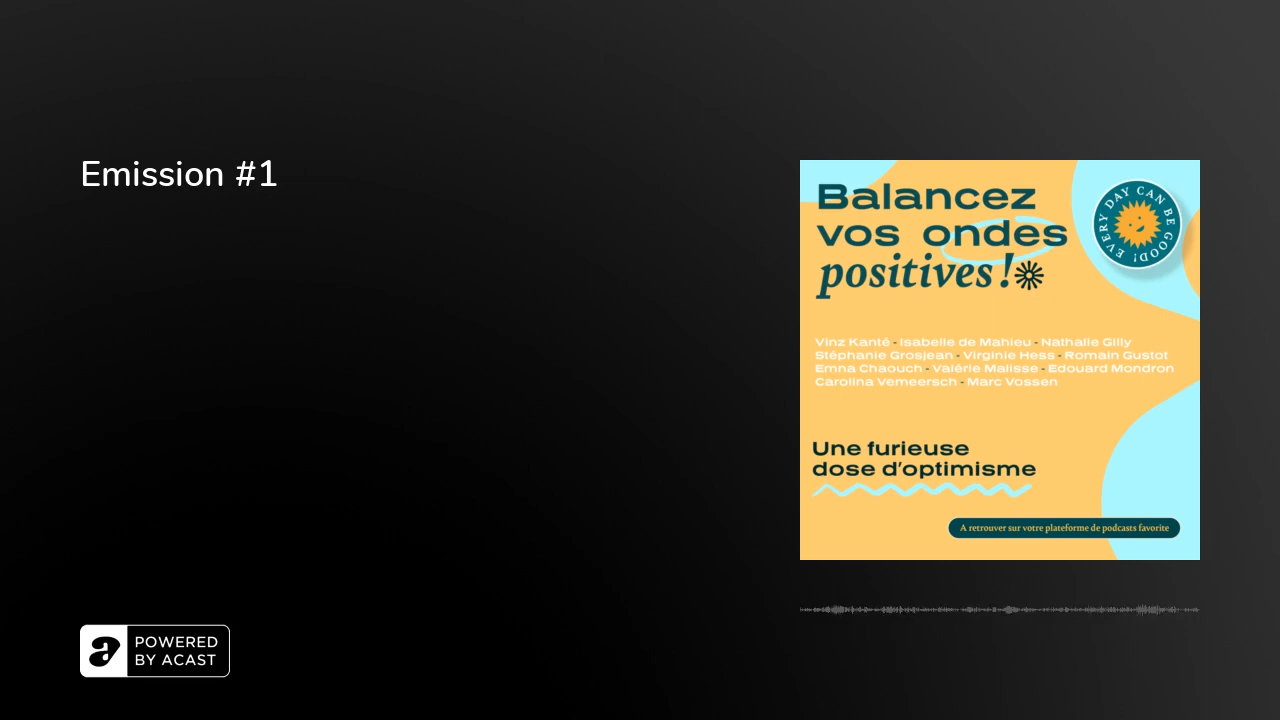 Emission #1
Balancez
vos ondes
positives !
EVERY DAY CAN BE GOOD!
Vinz Kanté - Isabelle de Mahieu - Nathalie Gilly
Stéphanie Grosjean - Virginie Hess - Romain Gustot
Emna Chaouch - Valérie Malisse - Edouard Mondron
Carolina Vemeersch - Marc Vossen
Une furieuse
dose d'optimisme
A retrouver sur votre plateforme de podcasts favorite
POWERED
BY ACAST